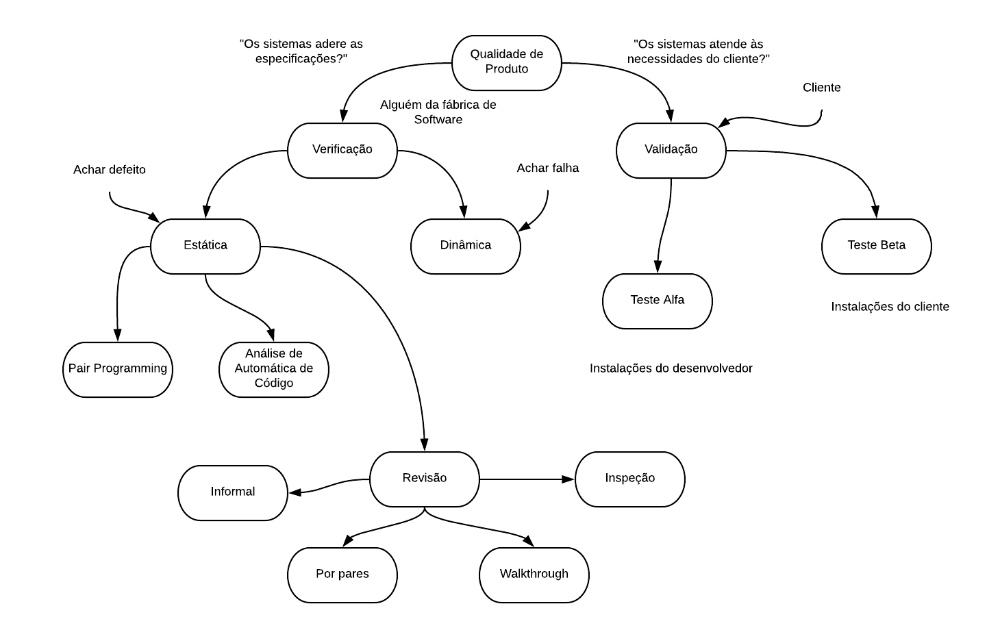 "Os sistemas adere as
especificações?"
Qualidade de
Produto
"Os sistemas atende às
necessidades do cliente?"
Cliente
Alguém da fábrica de
Software
Verificação
Validação
Achar defeito
Achar falha
Estática
Dinâmica
Teste Beta
Teste Alfa
Instalações do cliente
Pair Programming
Análise de
Automática de
Código
Instalações do desenvolvedor
Informal
Revisão
Inspeção
Por pares
Walkthrough